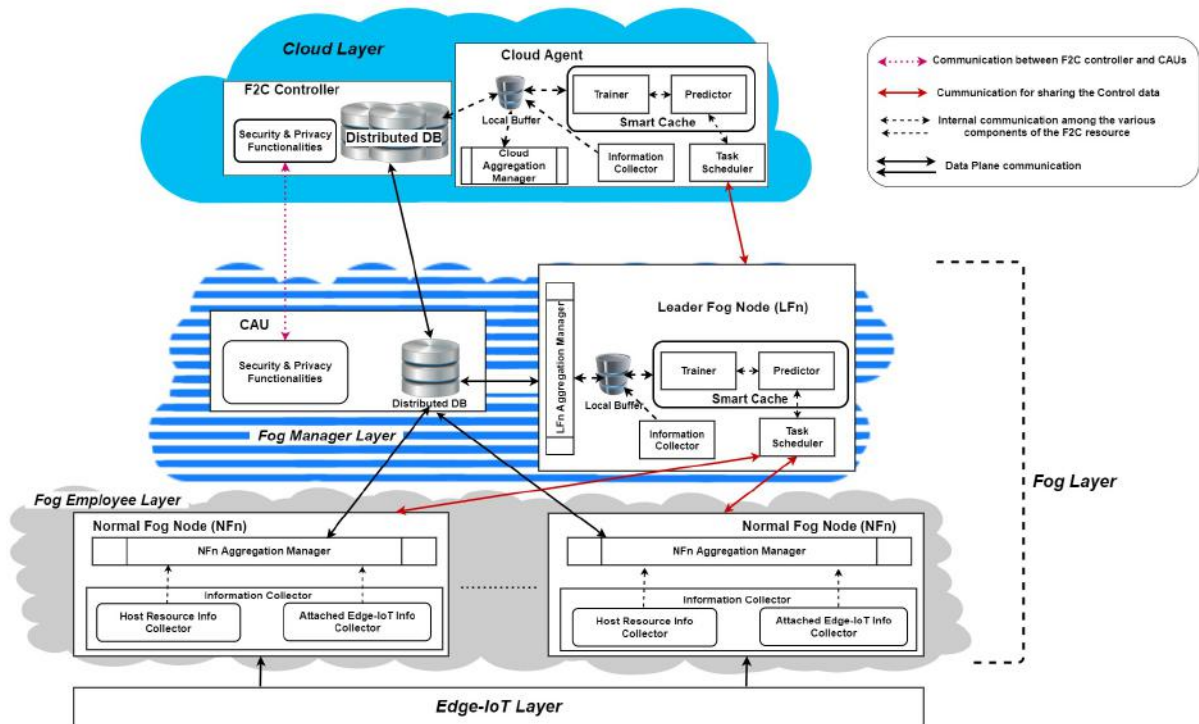 Cloud Layer
Cloud Agent
F2C Controller
Security & Privacy
Functionalities
Distributed DB
Local Buffer
Trainer
Predictor
Smart Cache
Cloud
Aggregation
Manager
Information
Collector
Task
Scheduler
Communication between F2C controller and CAUs
Cummunication for sharing the Control data
Internal communication among the various
components of the F2C resource
Data Plane communication
CAU
Security & Privacy
Functionalities
Distributed DB
Fog Manager Layer
Leader Fog Node (LFn)
LFn Aggregation Manager
Local Buffer
Trainer
Predictor
Smart Cache
Information
Collector
Task
Scheduler
Fog Layer
Fog Employee Layer
Normal Fog Node (NFn)
NFn Aggregation Manager
Information Collector
Host Resource Info
Collector
Attached Edge-IoT Info
Collector
Normal Fog Node (NFn)
NFn Aggregation Manager
Information Collector
Host Resource Info
Collector
Attached Edge-IoT Info
Collector
Edge-IoT Layer